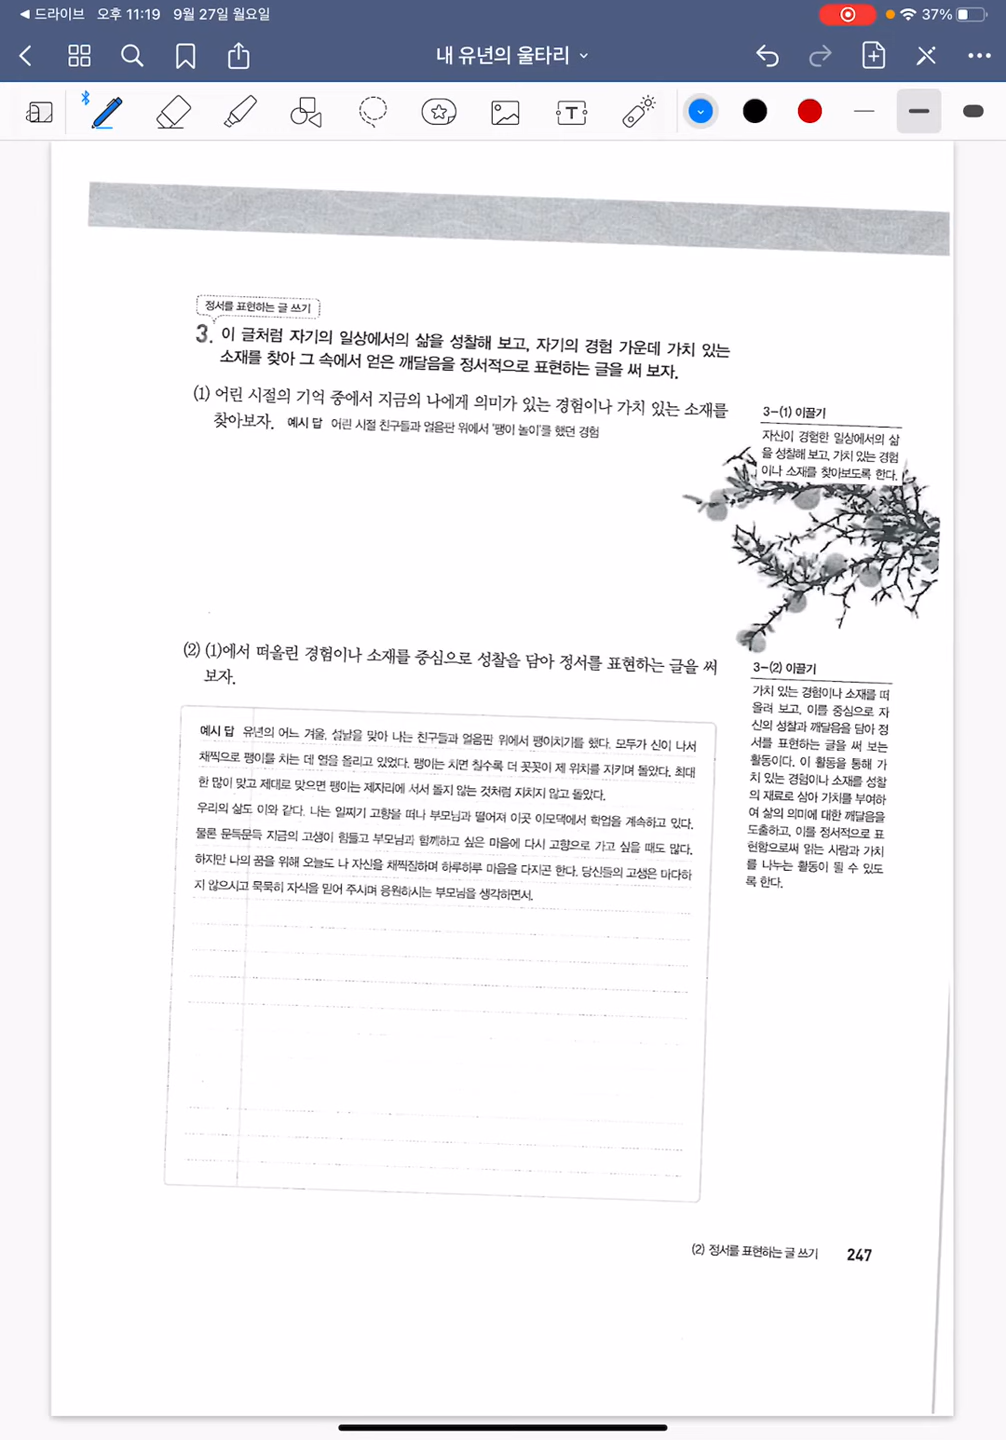 ◀ 드라이브 오후 11:19 9월 27일 월요일
37%
내 유년의 울타리
정서를 표현하는 글 쓰기
3. 이 글처럼 자기의 일상에서의 삶을 성찰해 보고, 자기의 경험 가운데 가치 있는
소재를 찾아 그 속에서 얻은 깨달음을 정서적으로 표현하는 글을 써 보자.
(1) 어린 시절의 기억 중에서 지금의 나에게 의미가 있는 경험이나 가치 있는 소재를
찾아보자. 예시 답 어린 시절 친구들과 얼음판 위에서 '팽이 놀이'를 했던 경험
3-(1) 이끌기
자신이 경험한 일상에서의 삶
을 성찰해 보고, 가치 있는 경험
이나 소재를 찾아보도록 한다.
(2) (1)에서 떠올린 경험이나 소재를 중심으로 성찰을 담아 정서를 표현하는 글을 써
보자.
예시 답 유년의 어느 겨울, 설날을 맞아 나는 친구들과 얼음판 위에서 팽이치기를 했다. 모두가 신이 나서
채찍으로 팽이를 치는 데 열을 올리고 있었다. 팽이는 치면 칠수록 더 꼿꼿이 제 위치를 지키며 돌았다. 최대
한 많이 맞고 제대로 맞으면 팽이는 제자리에 서서 돌지 않는 것처럼 지치지 않고 돌았다.
우리의 삶도 이와 같다. 나는 일찌기 고향을 떠나 부모님과 떨어져 이곳 이모댁에서 학업을 계속하고 있다.
물론 문득문득 지금의 고생이 힘들고 부모님과 함께하고 싶은 마음에 다시 고향으로 가고 싶을 때도 많다.
하지만 나의 꿈을 위해 오늘도 나 자신을 채찍질하며 하루하루 마음을 다지곤 한다. 당신들의 고생은 마다하
지 않으시고 묵묵히 자식을 믿어 주시며 응원하시는 부모님을 생각하면서.
3-(2) 이끌기
가치 있는 경험이나 소재를 떠
올려 보고, 이를 중심으로 자
신의 성찰과 깨달음을 담아 정
서를 표현하는 글을 써 보는
활동이다. 이 활동을 통해 가
치 있는 경험이나 소재를 성찰
의 재료로 삼아 가치를 부여하
여 삶의 의미에 대한 깨달음을
도출하고, 이를 정서적으로 표
현함으로써 읽는 사람과 가치
를 나누는 활동이 될 수 있도
록 한다.
(2) 정서를 표현하는 글 쓰기 247